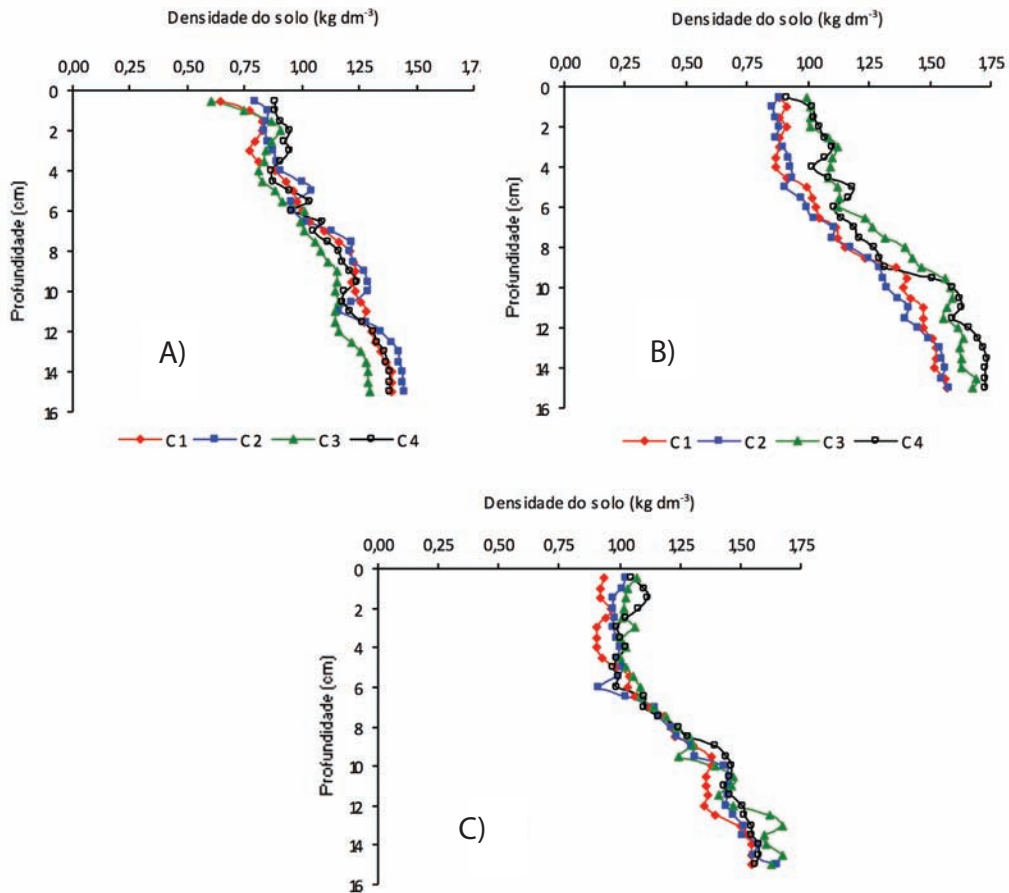 Densidade do solo (kg dm⁻³)
0,00 0,25 0,50 0,75 1,00 1,25 1,50 1,7
0
2
4
6
8
10
12
14
16
Profundidade (cm)
A)
C1 C2 C3 C4
Densidade do solo (kg dm⁻³)
0,00 0,25 0,50 0,75 1,00 1,25 1,50 1,75
0
2
4
6
8
10
12
14
16
Profundidade (cm)
B)
C1 C2 C3 C4
Densidade do solo (kg dm⁻³)
0,00 0,25 0,50 0,75 1,00 1,25 1,50 1,75
0
2
4
6
8
10
12
14
16
Profundidade (cm)
C)